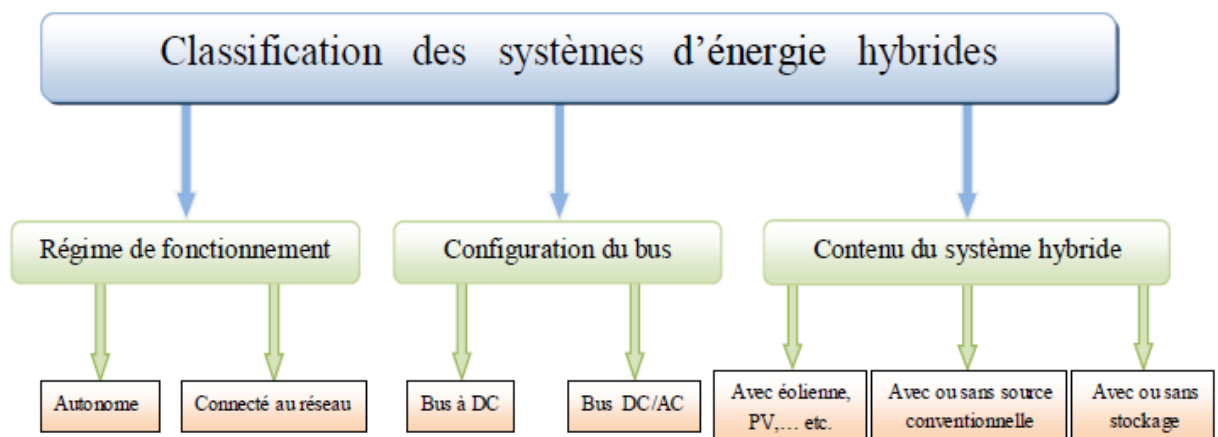 Classification des systèmes d'énergie hybrides
Régime de fonctionnement
Configuration du bus
Contenu du système hybride
Autonome
Connecté au réseau
Bus à DC
Bus DC/AC
Avec éolienne,
PV,… etc.
Avec ou sans source
conventionnelle
Avec ou sans
stockage